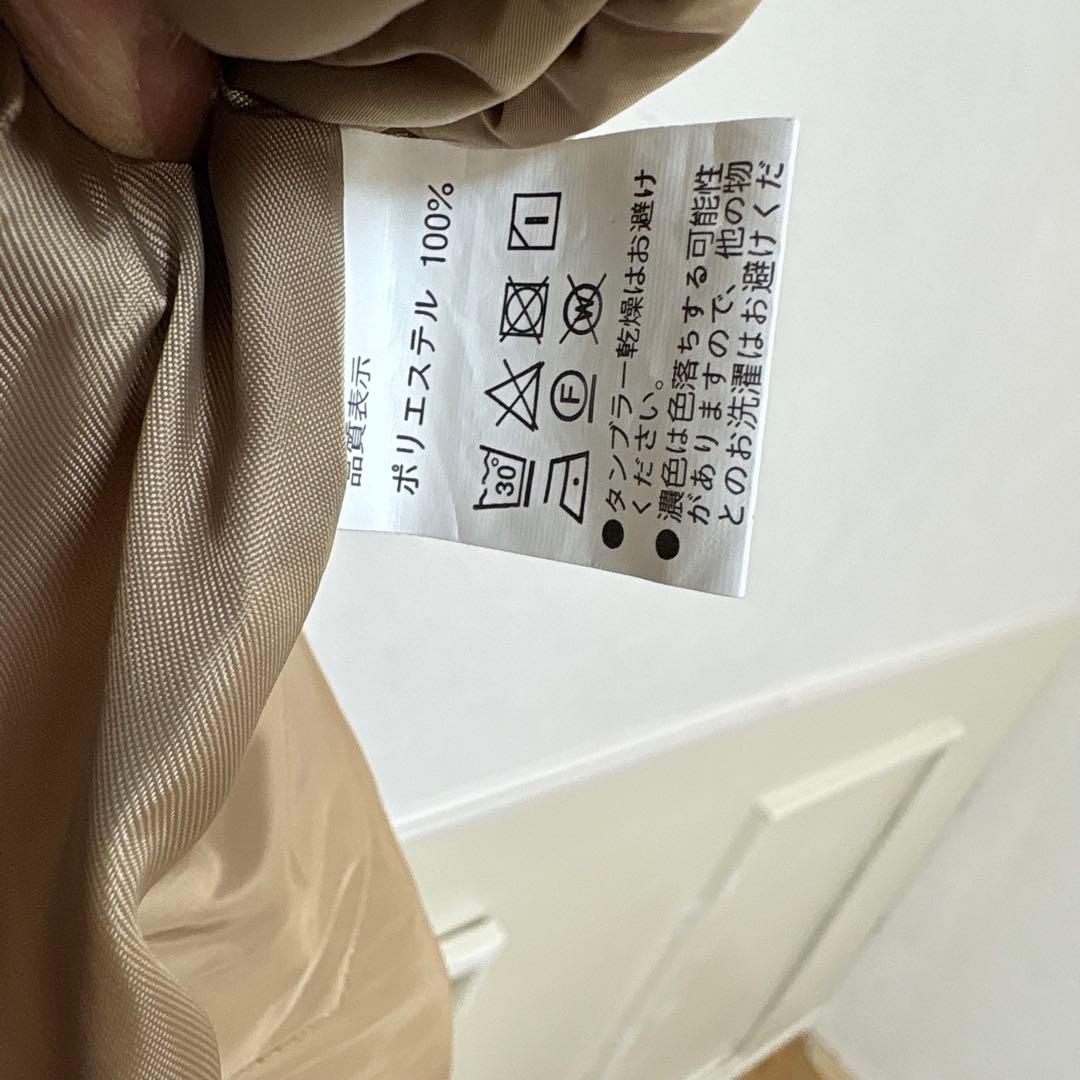 品質表示
ポリエステル 100%
30°
F
W
●タンブラー乾燥はお避け
ください。
●濃色は色落ちする可能性
がありますので、他の物
とのお洗濯はお避けくだ